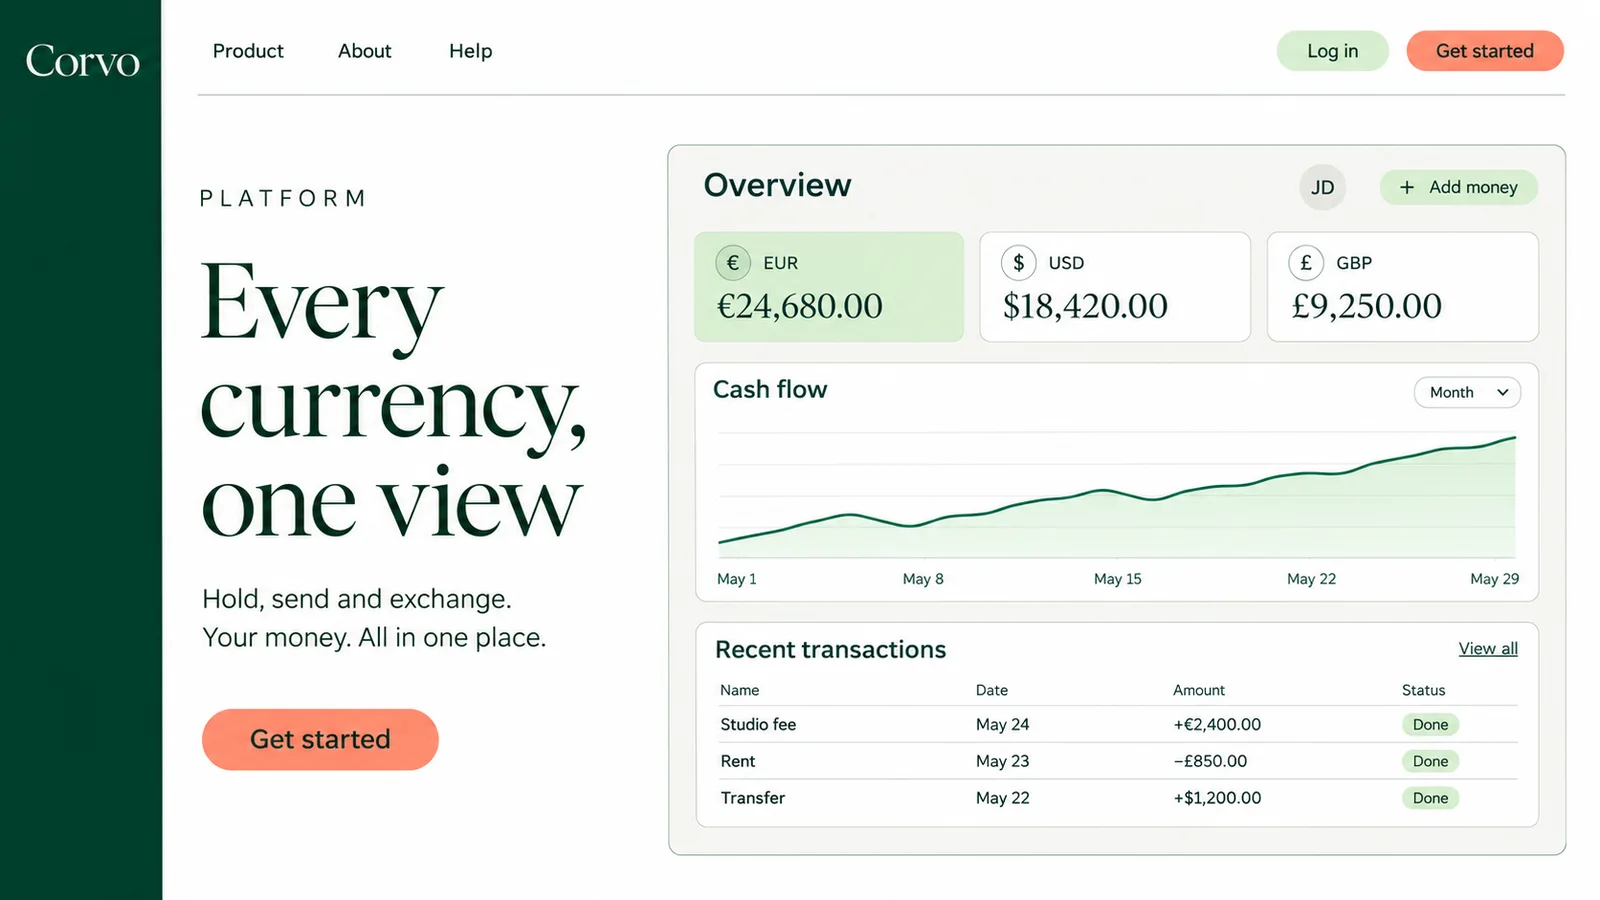 Corvo
Product About Help
Log in Get started
PLATFORM
Every
currency,
one view
Hold, send and exchange.
Your money. All in one place.
Get started
Overview
JD
+ Add money
€ EUR
€24,680.00
$ USD
$18,420.00
£ GBP
£9,250.00
Cash flow
Month
May 1 May 8 May 15 May 22 May 29
Recent transactions
View all
Name Date Amount Status
Studio fee May 24 +€2,400.00 Done
Rent May 23 −£850.00 Done
Transfer May 22 +$1,200.00 Done